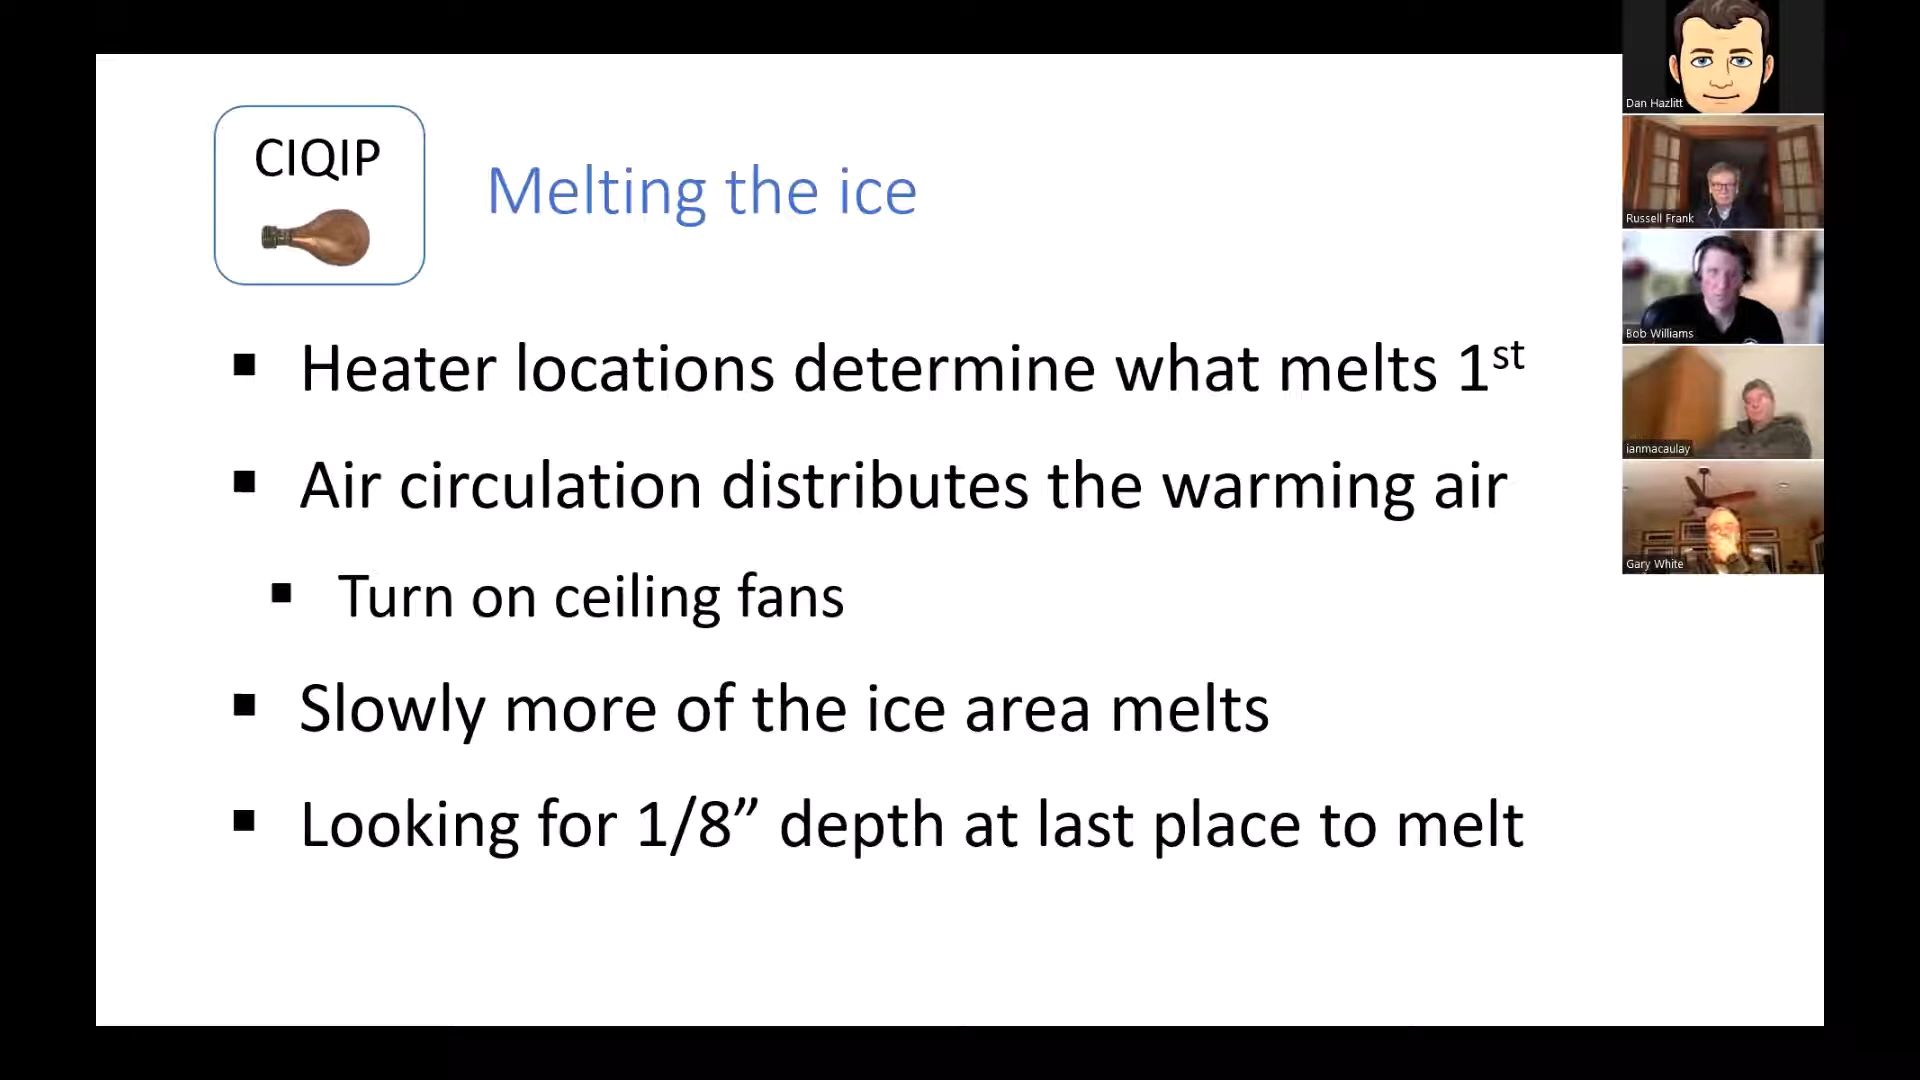 CIQIP
Melting the ice
▪ Heater locations determine what melts 1st
▪ Air circulation distributes the warming air
▪ Turn on ceiling fans
▪ Slowly more of the ice area melts
▪ Looking for 1/8” depth at last place to melt
Dan Hazlitt
Russell Frank
Bob Williams
ianmacaulay
Gary White